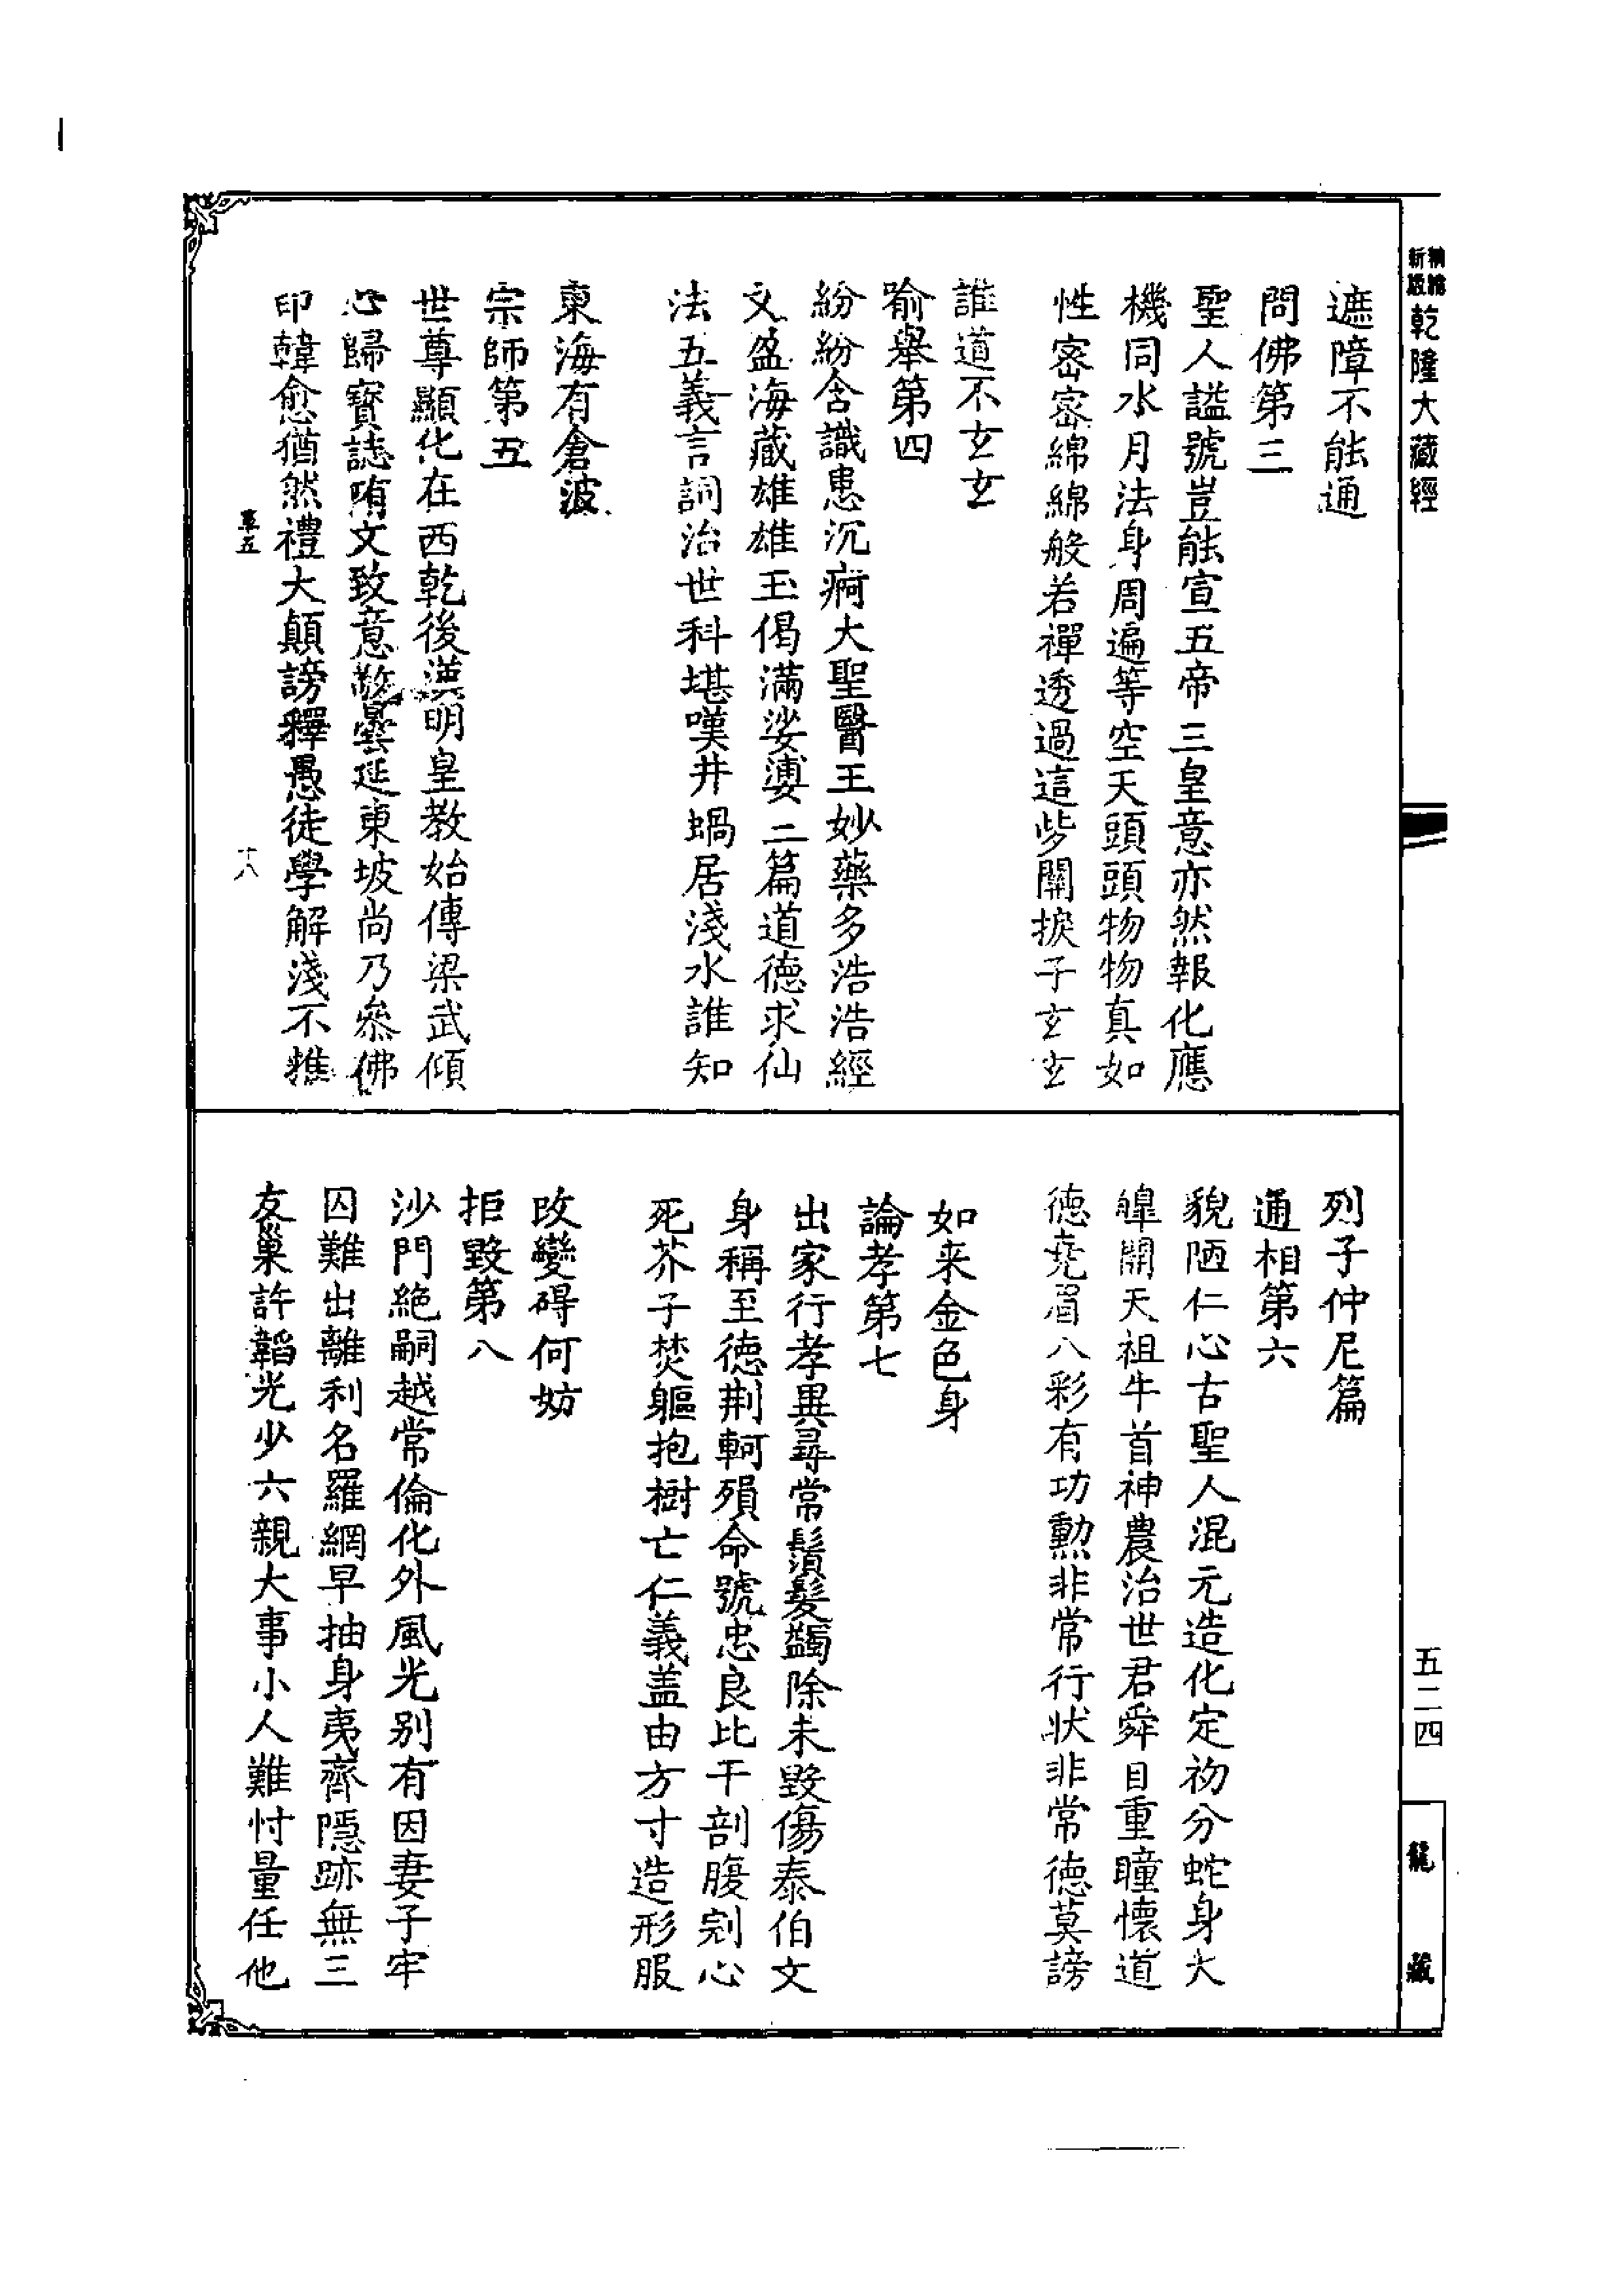 精縮
新版
乾隆大藏經
遮障不能通
問佛第三
聖人謚號豈能宣五帝三皇意亦然報化應
機同水月法身周遍等空天頭頭物物真如
性密密綿綿般若禪透過這些關捩子玄玄
誰道不玄玄
喻舉第四
紛紛含識患沉痾大聖醫王妙藥多浩浩經
文盈海藏雄雄玉偈滿娑婆二篇道德求仙
法五義言詞治世科堪嘆井蝸居淺水誰知
東海有倉波
宗師第五
世尊顯化在西乾後漢明皇教始傳梁武傾
心歸寶誌唷文致意敬曇延東坡尚乃叅佛
印韓愈猶然禮大顛謗釋愚徒學解淺不樵
十八
列子仲尼篇
通相第六
貌陋仁心古聖人混元造化定初分蛇身大
皥開天祖牛首神農治世君舜目重瞳懷道
德堯眉八彩有功勲非常行狀非常德莫謗
如来金色身
論孝第七
出家行孝異尋常鬚髮蠲除未毀傷泰伯文
身稱至德荆軻殞命號忠良比干剖腹剜心
死芥子焚軀抱樹亡仁義盖由方寸造形服
改變碍何妨
拒毀第八
沙門絶嗣越常倫化外風光别有因妻子牢
囚難出離利名羅網早抽身夷齊隱跡無三
友巢許韜光少六親大事小人難忖量任他
五二四
龍藏